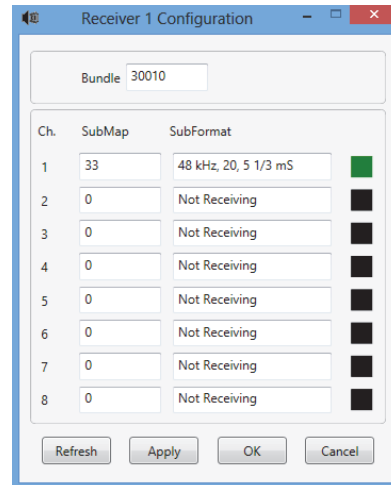 Receiver 1 Configuration
Bundle 30010
Ch. SubMap SubFormat
1 33 48 kHz, 20, 5 1/3 mS
2 0 Not Receiving
3 0 Not Receiving
4 0 Not Receiving
5 0 Not Receiving
6 0 Not Receiving
7 0 Not Receiving
8 0 Not Receiving
Refresh Apply OK Cancel